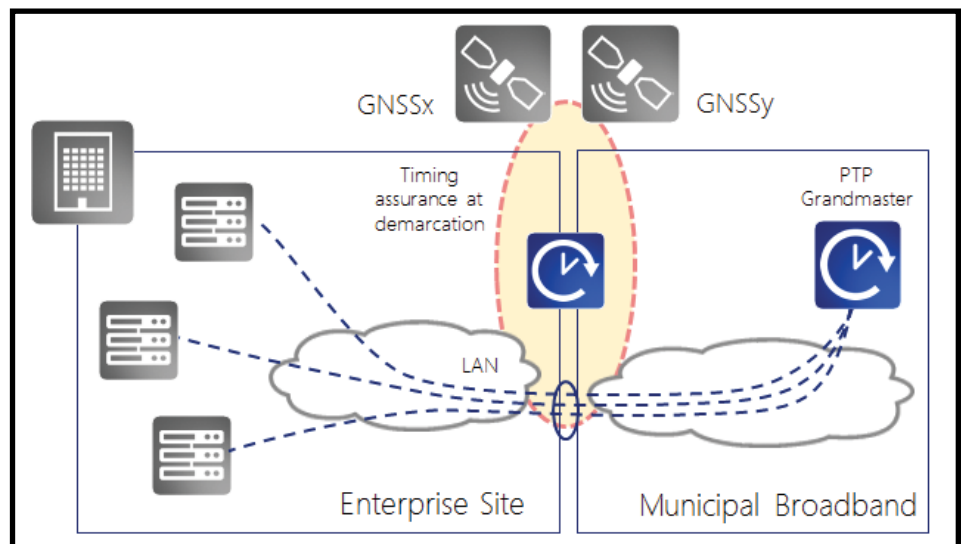 GNSSx
GNSSy
Timing
assurance at
demarcation
PTP
Grandmaster
LAN
Enterprise Site
Municipal Broadband